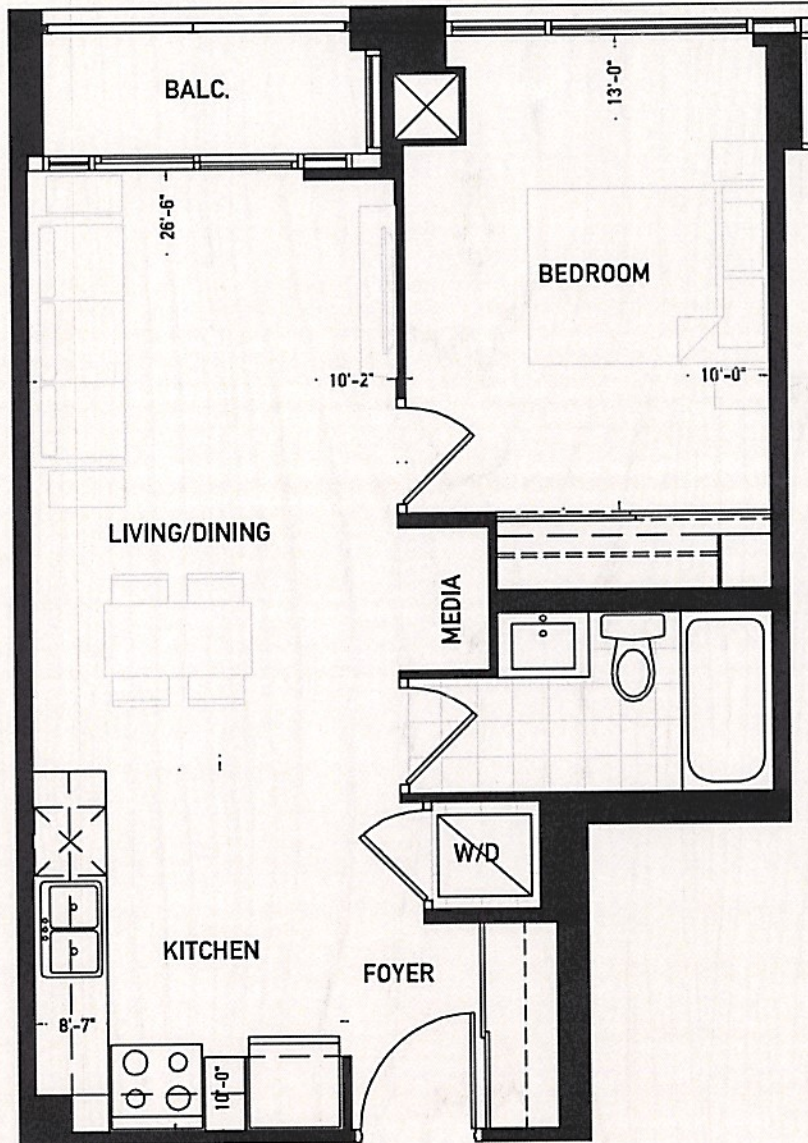 BALC.
13'-0"
26'-6"
BEDROOM
10'-2"
10'-0"
LIVING/DINING
MEDIA
W/D
KITCHEN
FOYER
8'-7"
10'-0"